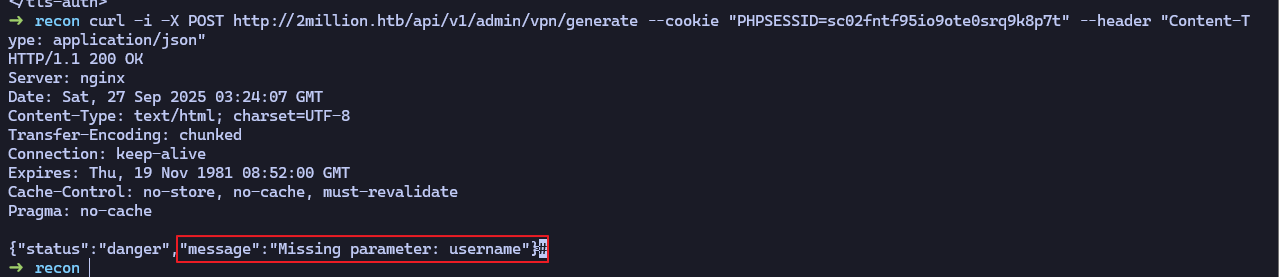 </tls-auth>
➜ recon curl -i -X POST http://2million.htb/api/v1/admin/vpn/generate --cookie "PHPSESSID=sc02fntf95io9ote0srq9k8p7t" --header "Content-T
ype: application/json"
HTTP/1.1 200 OK
Server: nginx
Date: Sat, 27 Sep 2025 03:24:07 GMT
Content-Type: text/html; charset=UTF-8
Transfer-Encoding: chunked
Connection: keep-alive
Expires: Thu, 19 Nov 1981 08:52:00 GMT
Cache-Control: no-store, no-cache, must-revalidate
Pragma: no-cache
{"status":"danger","message":"Missing parameter: username"}#
➜ recon